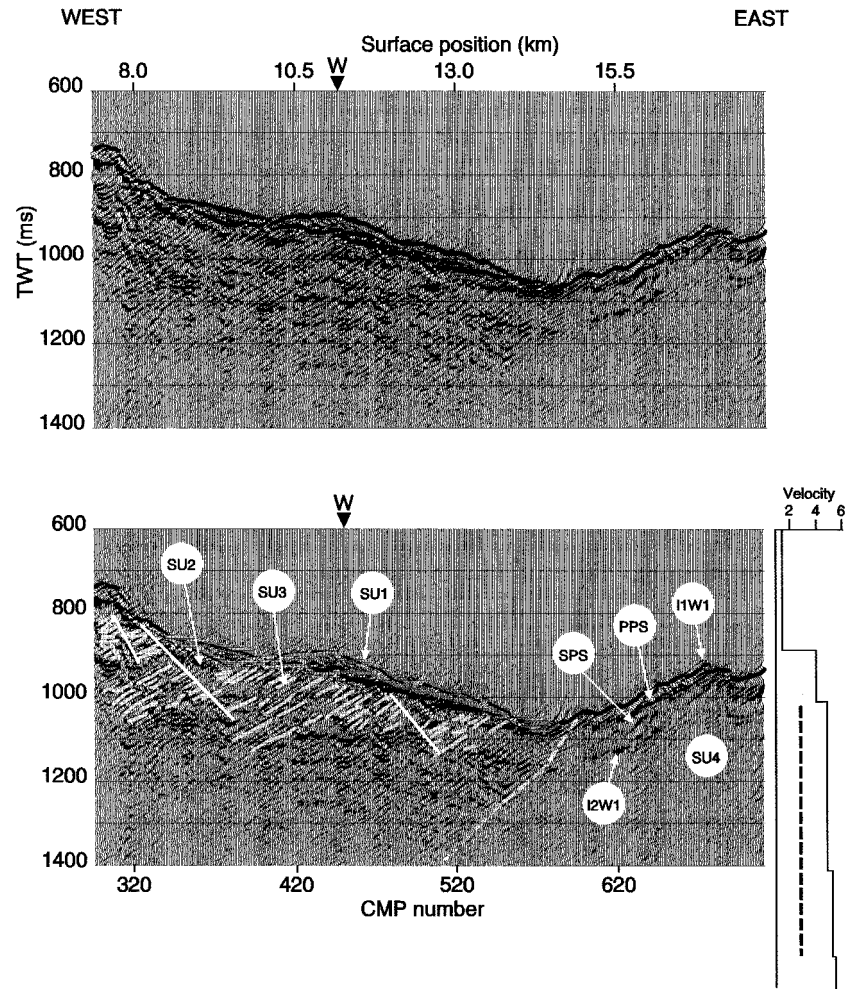 WEST EAST
Surface position (km)
8.0 10.5 W 13.0 15.5
600
800
1000
1200
1400
TWT (ms)
W
Velocity
2 4 6
600
800
1000
1200
1400
SU2
SU3
SU1
SPS
PPS
I1W1
SU4
I2W1
320 420 520 620
CMP number